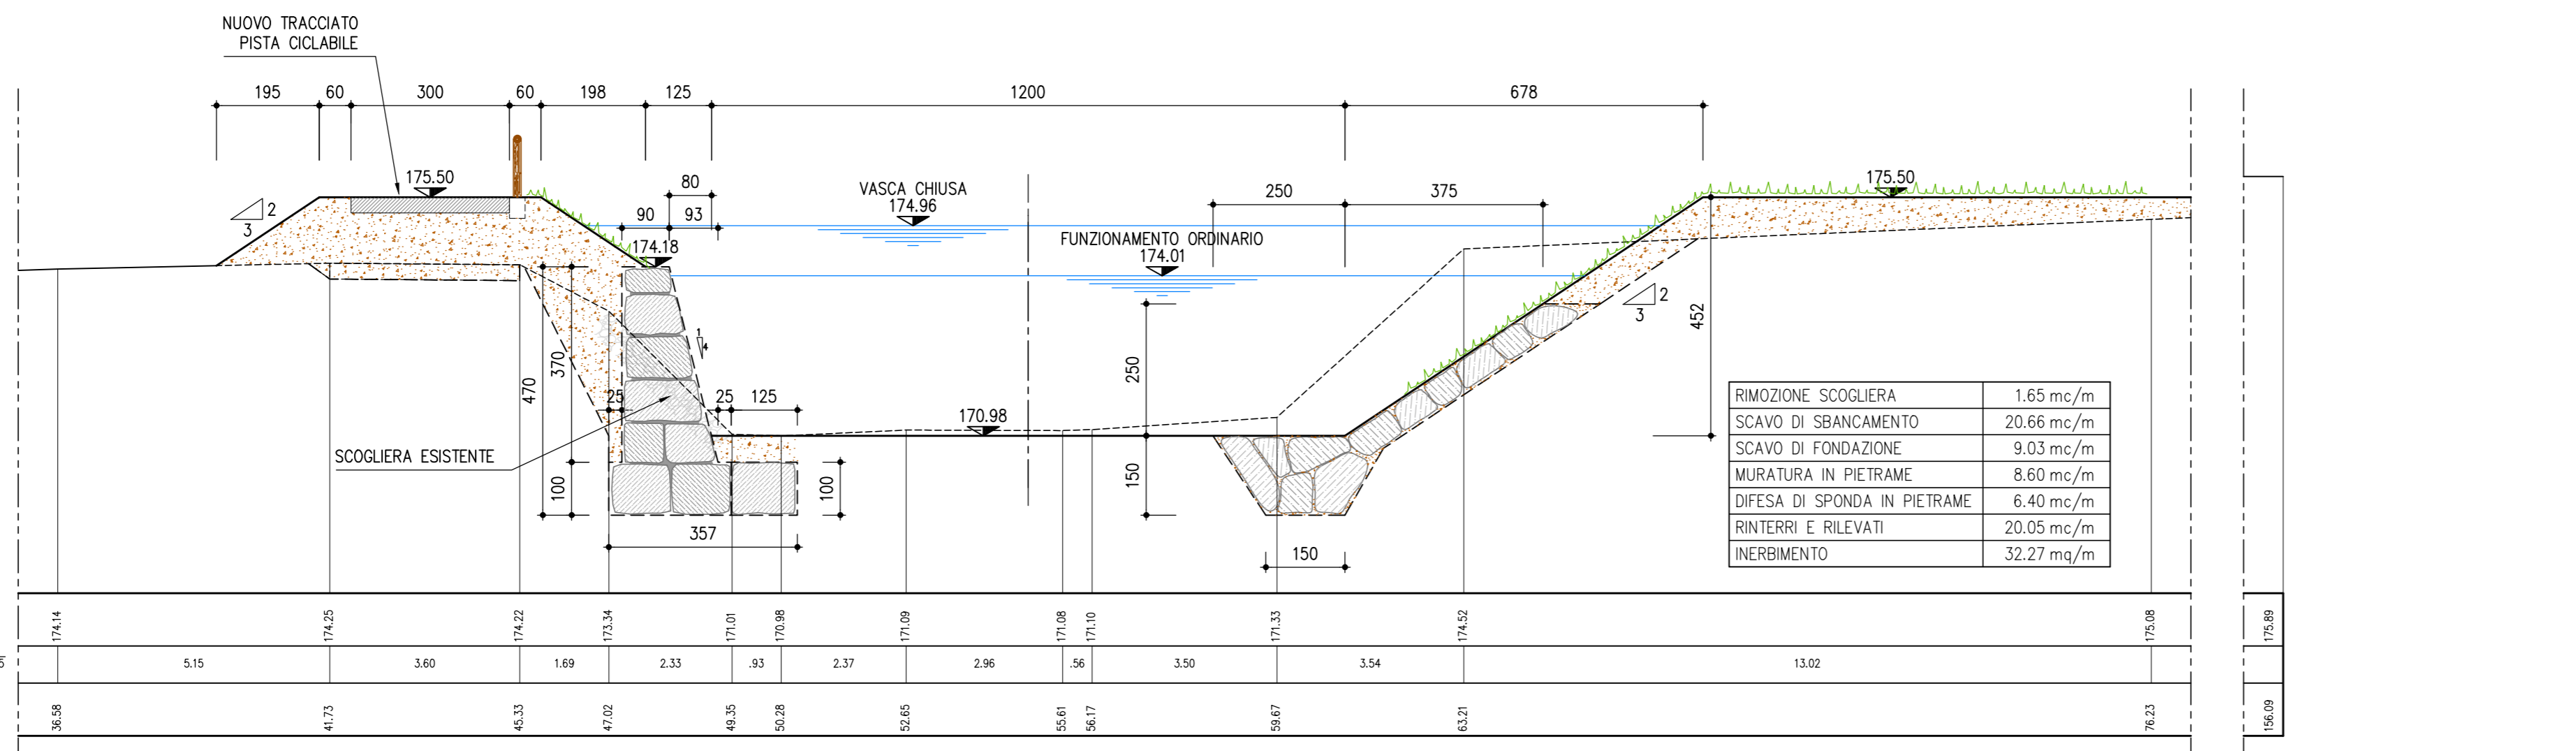 NUOVO TRACCIATO
PISTA CICLABILE
195 60 300 60 198 125 1200 678
80
175.50
VASCA CHIUSA
174.96
175.50
250 375
90 93
2
3
174.18
FUNZIONAMENTO ORDINARIO
174.01
2
3
452
1
4
370
470
250
25 25 125
170.98
SCOGLIERA ESISTENTE
100
100
150
357
150
RIMOZIONE SCOGLIERA 1.65 mc/m
SCAVO DI SBANCAMENTO 20.66 mc/m
SCAVO DI FONDAZIONE 9.03 mc/m
MURATURA IN PIETRAME 8.60 mc/m
DIFESA DI SPONDA IN PIETRAME 6.40 mc/m
RINTERRI E RILEVATI 20.05 mc/m
INERBIMENTO 32.27 mq/m
174.14 174.25 174.22 173.34 171.01 170.98 171.09 171.08 171.10 171.33 174.52 175.08 175.89
5.15 3.60 1.69 2.33 .93 2.37 2.96 .56 3.50 3.54 13.02
36.58 41.73 45.33 47.02 49.35 50.28 52.65 55.61 56.17 59.67 63.21 76.23 156.09